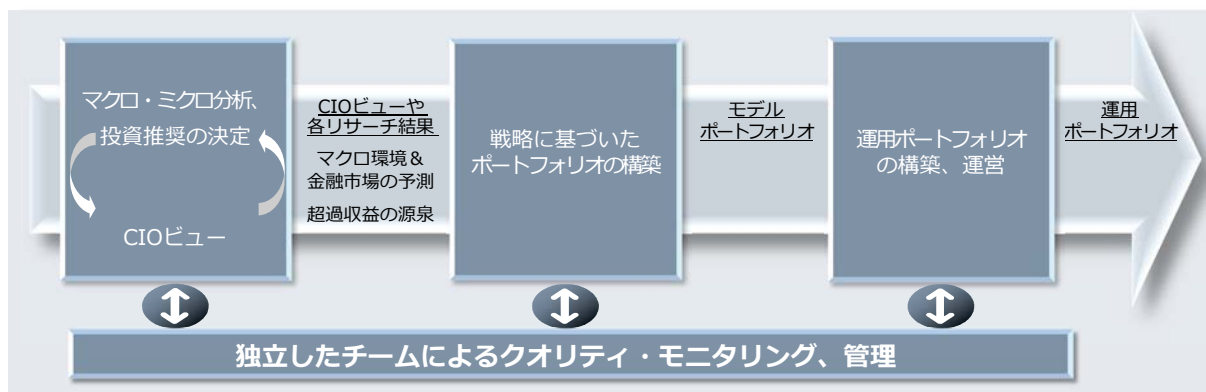 マクロ・ミクロ分析、
投資推奨の決定
CIOビュー
CIOビューや
各リサーチ結果
マクロ環境&
金融市場の予測
超過収益の源泉
戦略に基づいた
ポートフォリオの構築
モデル
ポートフォリオ
運用ポートフォリオ
の構築、運営
運用
ポートフォリオ
独立したチームによるクオリティ・モニタリング、管理